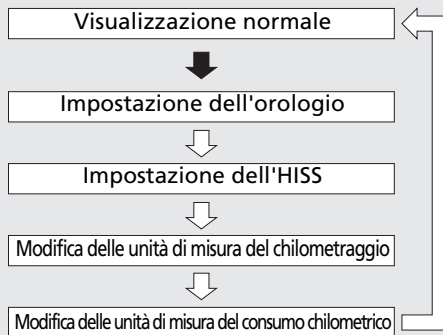 Visualizzazione normale
Impostazione dell'orologio
Impostazione dell'HISS
Modifica delle unità di misura del chilometraggio
Modifica delle unità di misura del consumo chilometrico